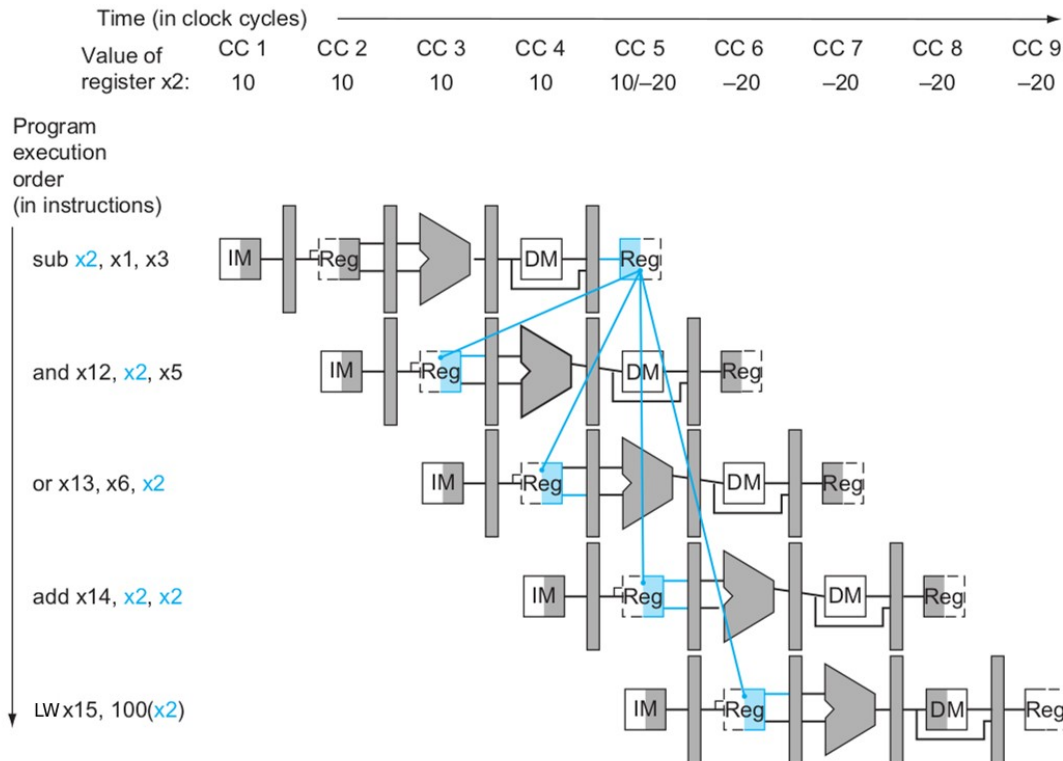 Time (in clock cycles)
Value of
register x2:
CC 1 CC 2 CC 3 CC 4 CC 5 CC 6 CC 7 CC 8 CC 9
10 10 10 10 10/–20 –20 –20 –20 –20
Program
execution
order
(in instructions)
sub x2, x1, x3
IM Reg DM Reg
and x12, x2, x5
IM Reg DM Reg
or x13, x6, x2
IM Reg DM Reg
add x14, x2, x2
IM Reg DM Reg
LW x15, 100(x2)
IM Reg DM Reg